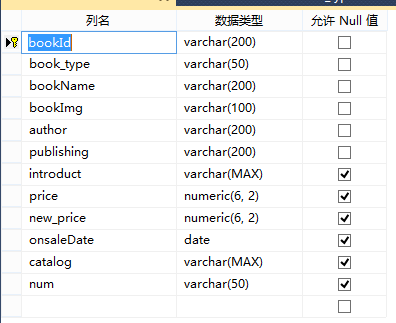 列名 数据类型 允许 Null 值
bookId varchar(200)
book_type varchar(50)
bookName varchar(200)
bookImg varchar(100)
author varchar(200)
publishing varchar(200)
introduct varchar(MAX)
price numeric(6, 2)
new_price numeric(6, 2)
onsaleDate date
catalog varchar(MAX)
num varchar(50)